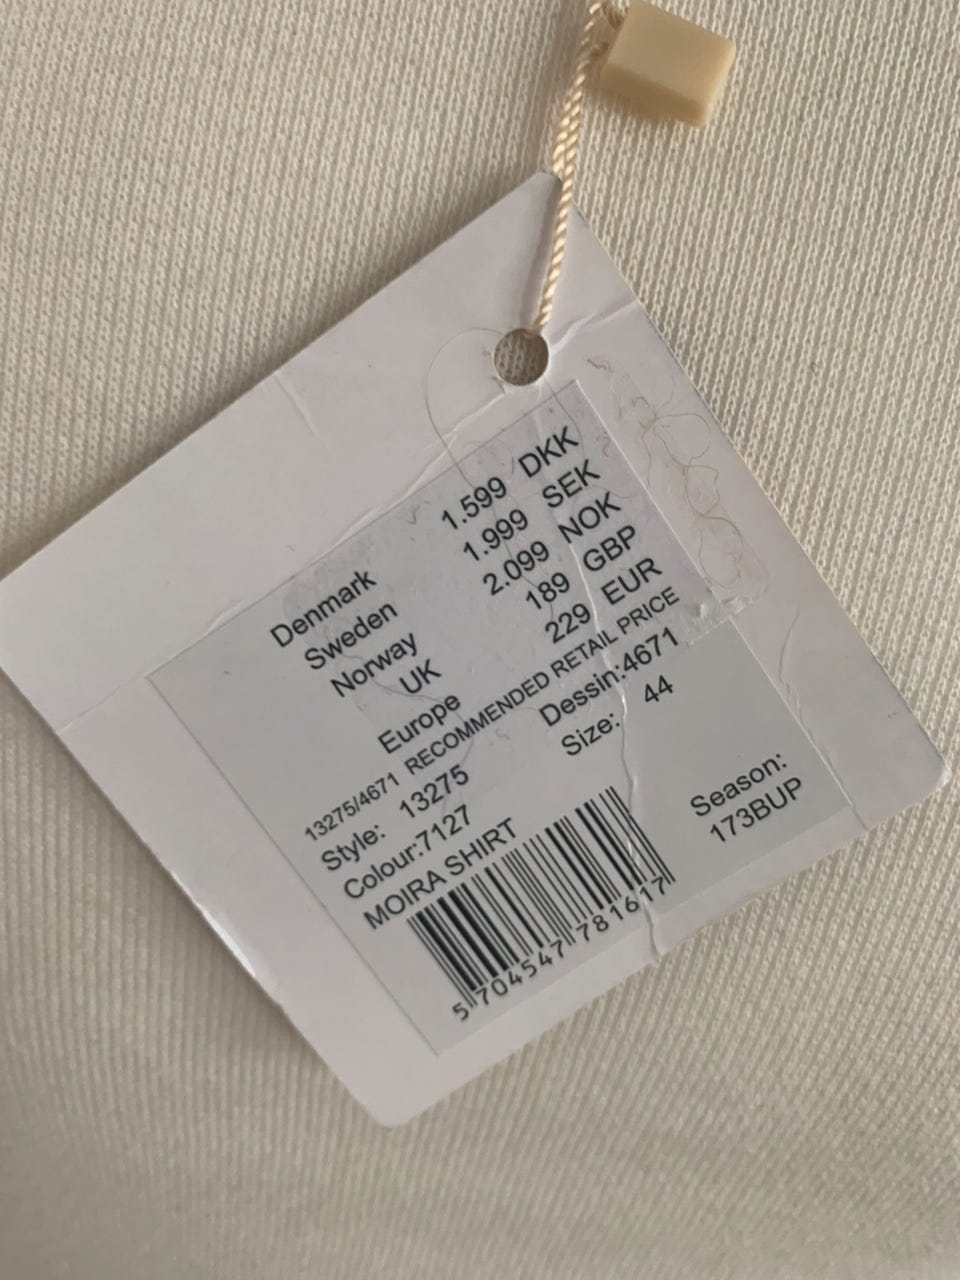 Denmark 1.599 DKK
Sweden 1.999 SEK
Norway 2.099 NOK
UK 189 GBP
Europe 229 EUR
13275/4671 RECOMMENDED RETAIL PRICE
Style: 13275 Dessin:4671
Colour:7127 Size: 44
MOIRA SHIRT
Season:
173BUP
5 704547 781617